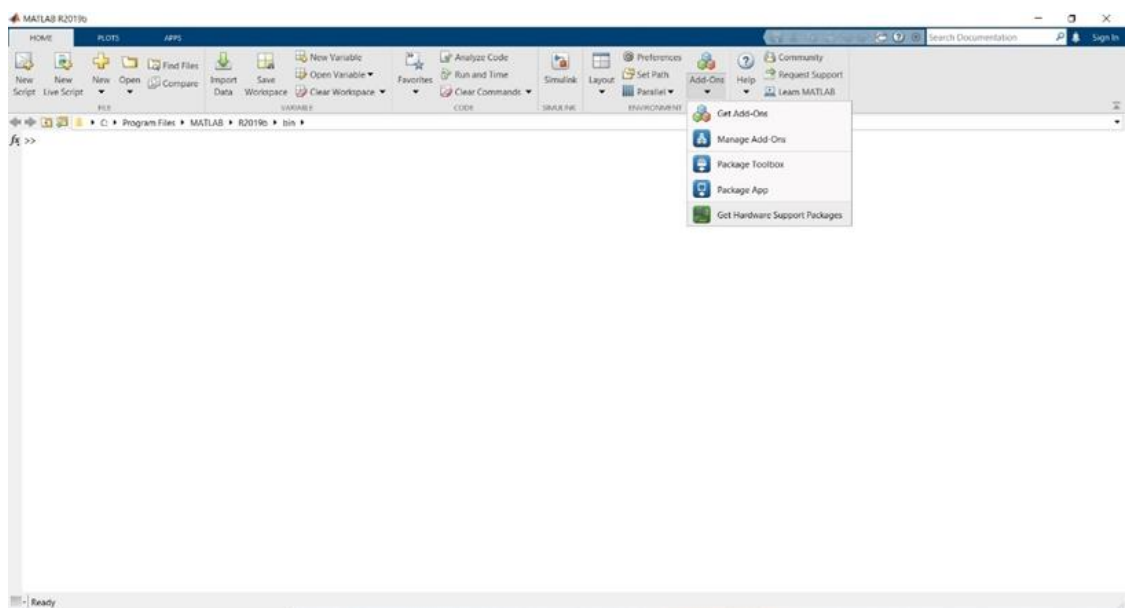 MATLAB R2019b
HOME PLOTS APPS
Search Documentation Sign In
New Script
New Live Script
New
Open
Find Files
Compare
Import Data
Save Workspace
New Variable
Open Variable
Clear Workspace
Favorites
Analyze Code
Run and Time
Clear Commands
Simulink
Layout
Preferences
Set Path
Parallel
Add-Ons
Help
Community
Request Support
Learn MATLAB
FILE VARIABLE CODE SIMULINK ENVIRONMENT
C: Program Files MATLAB R2019b bin
fx >>
Get Add-Ons
Manage Add-Ons
Package Toolbox
Package App
Get Hardware Support Packages
Ready